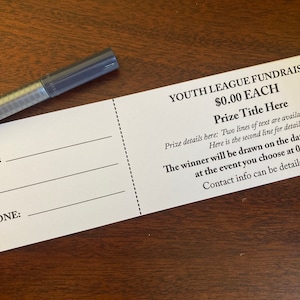 ONE:
YOUTH LEAGUE FUNDRAIS
$0.00 EACH
Prize Title Here
Prize details here: Two lines of text are availa
Here is the second line for detail
The winner will be drawn on the da
at the event you choose at 0
Contact info can be detail